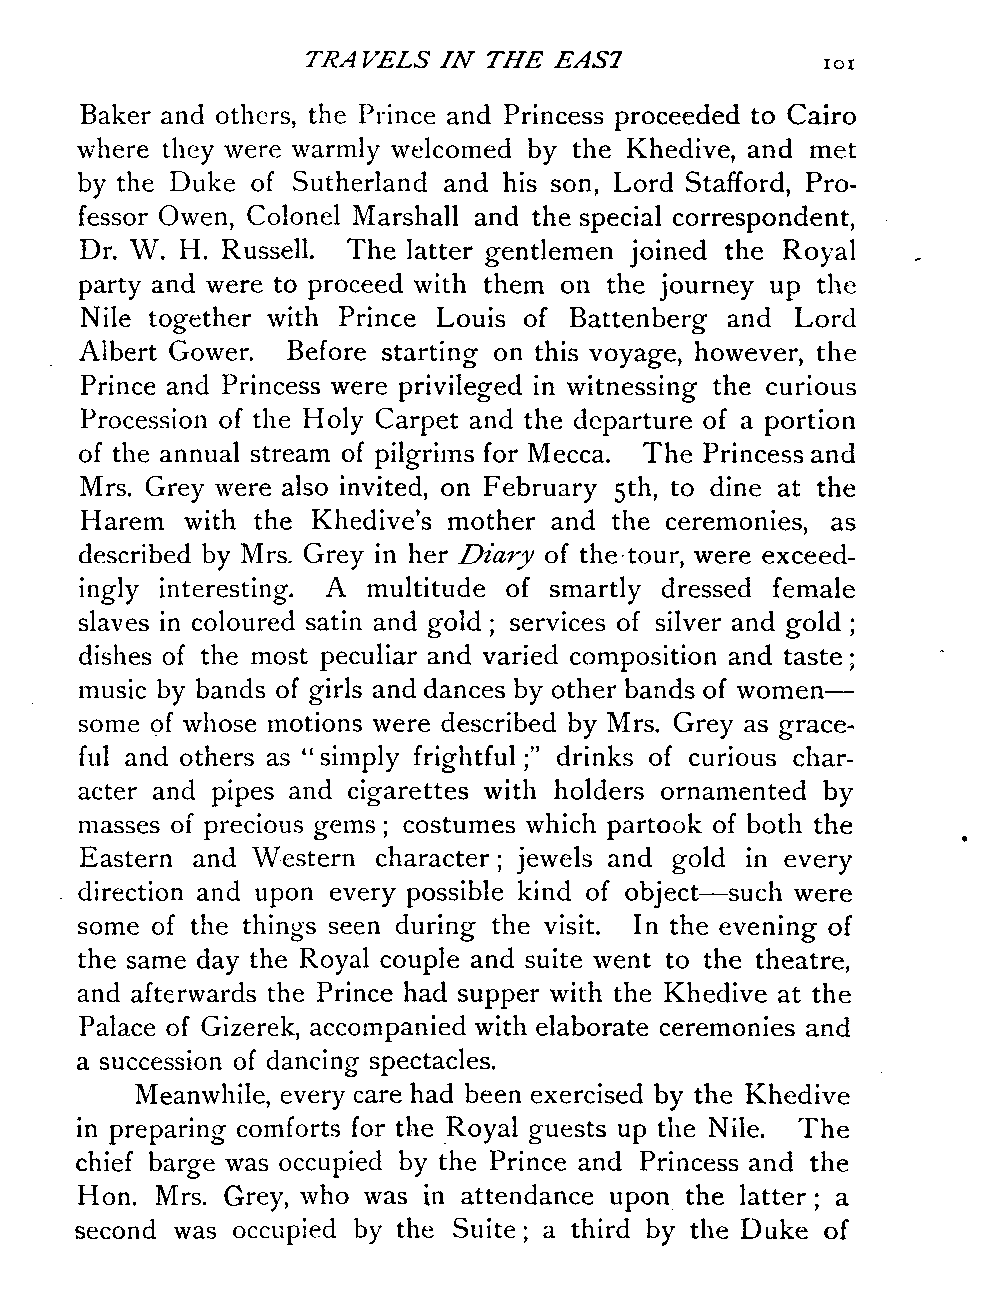 TRAVELS IN THE EAST 101
Baker and others, the Prince and Princess proceeded to Cairo
where they were warmly welcomed by the Khedive, and met
by the Duke of Sutherland and his son, Lord Stafford, Pro-
fessor Owen, Colonel Marshall and the special correspondent,
Dr. W. H. Russell. The latter gentlemen joined the Royal
party and were to proceed with them on the journey up the
Nile together with Prince Louis of Battenberg and Lord
Albert Gower. Before starting on this voyage, however, the
Prince and Princess were privileged in witnessing the curious
Procession of the Holy Carpet and the departure of a portion
of the annual stream of pilgrims for Mecca. The Princess and
Mrs. Grey were also invited, on February 5th, to dine at the
Harem with the Khedive's mother and the ceremonies, as
described by Mrs. Grey in her Diary of the tour, were exceed-
ingly interesting. A multitude of smartly dressed female
slaves in coloured satin and gold; services of silver and gold;
dishes of the most peculiar and varied composition and taste;
music by bands of girls and dances by other bands of women—
some of whose motions were described by Mrs. Grey as grace-
ful and others as "simply frightful;" drinks of curious char-
acter and pipes and cigarettes with holders ornamented by
masses of precious gems; costumes which partook of both the
Eastern and Western character; jewels and gold in every
direction and upon every possible kind of object—such were
some of the things seen during the visit. In the evening of
the same day the Royal couple and suite went to the theatre,
and afterwards the Prince had supper with the Khedive at the
Palace of Gizerek, accompanied with elaborate ceremonies and
a succession of dancing spectacles.
Meanwhile, every care had been exercised by the Khedive
in preparing comforts for the Royal guests up the Nile. The
chief barge was occupied by the Prince and Princess and the
Hon. Mrs. Grey, who was in attendance upon the latter; a
second was occupied by the Suite; a third by the Duke of